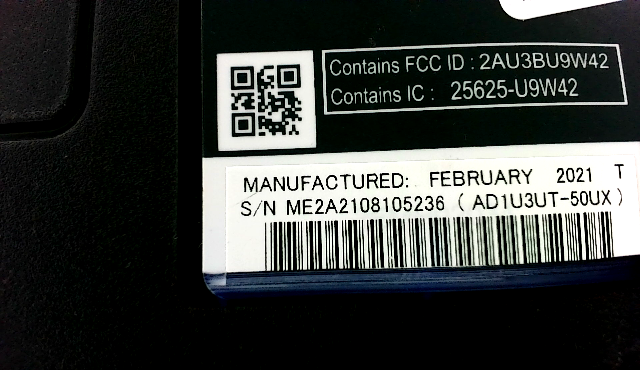 Contains FCC ID : 2AU3BU9W42
Contains IC : 25625-U9W42
MANUFACTURED: FEBRUARY 2021 T
S/N ME2A2108105236 ( AD1U3UT-50UX )